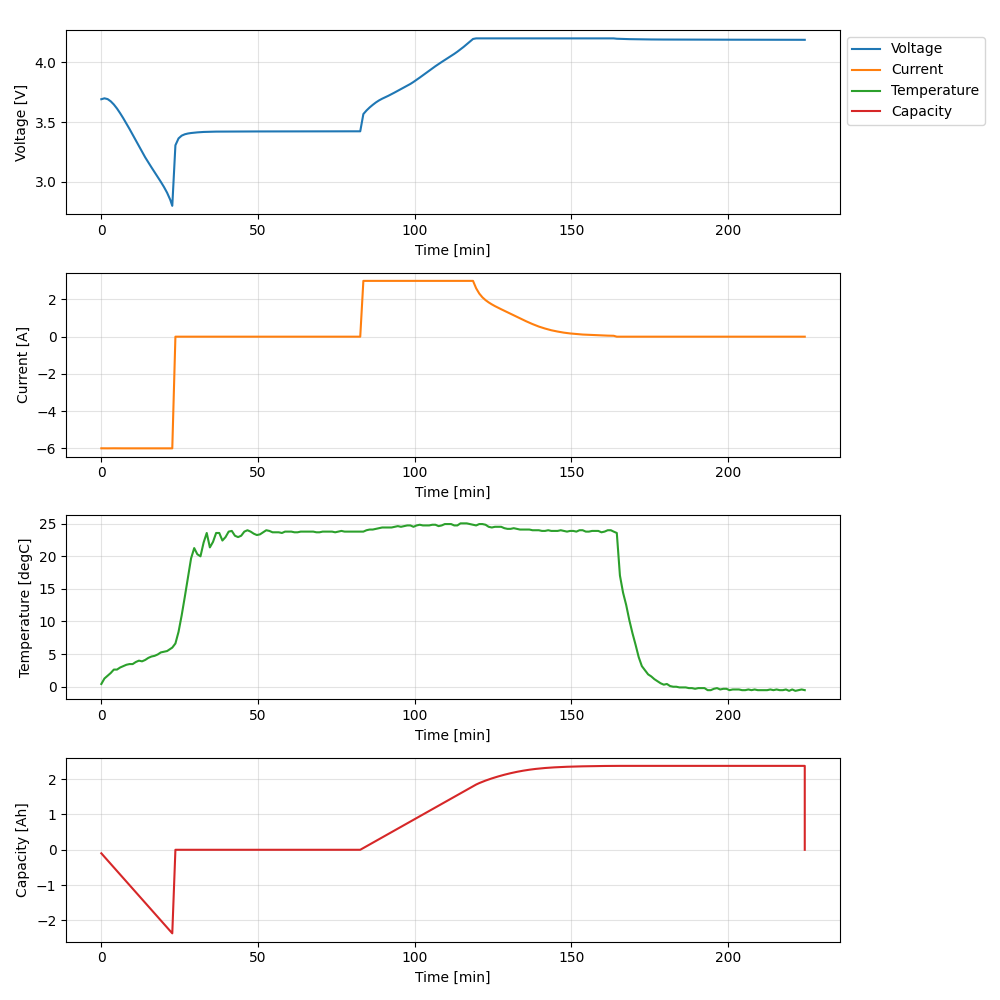 Voltage
Current
Temperature
Capacity
Voltage [V]
4.0
3.5
3.0
0 50 100 150 200
Time [min]
Current [A]
2
0
−2
−4
−6
0 50 100 150 200
Time [min]
Temperature [degC]
25
20
15
10
5
0
0 50 100 150 200
Time [min]
Capacity [Ah]
2
1
0
−1
−2
0 50 100 150 200
Time [min]